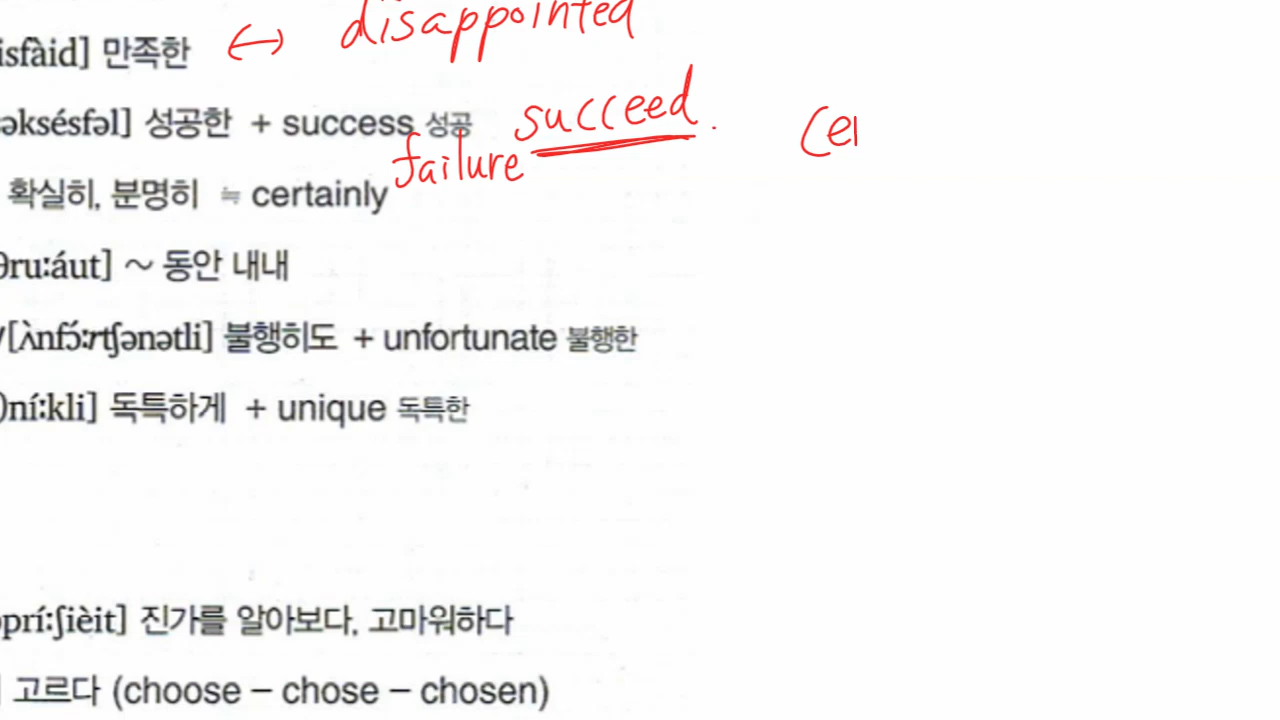 isfàid] 만족한 ↔ disappointed
əksésfəl] 성공한 + success 성공 succeed.
failure
확실히, 분명히 ≒ certainly
θru:áut] ~ 동안 내내
[ʌ̀nfɔ́:rtʃənətli] 불행히도 + unfortunate 불행한
)ní:kli] 독특하게 + unique 독특한
prí:ʃièit] 진가를 알아보다, 고마워하다
] 고르다 (choose – chose – chosen)